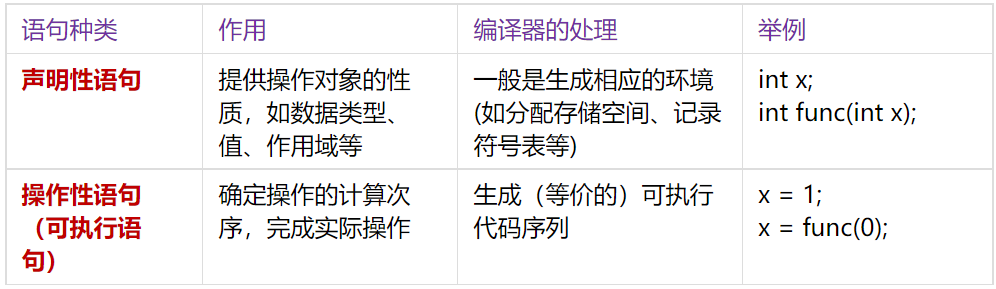 语句种类 作用 编译器的处理 举例
声明性语句 提供操作对象的性 一般是生成相应的环境 int x;
质，如数据类型、 (如分配存储空间、记录 int func(int x);
值、作用域等 符号表等)
操作性语句 确定操作的计算次 生成（等价的）可执行 x = 1;
（可执行语 序，完成实际操作 代码序列 x = func(0);
句）